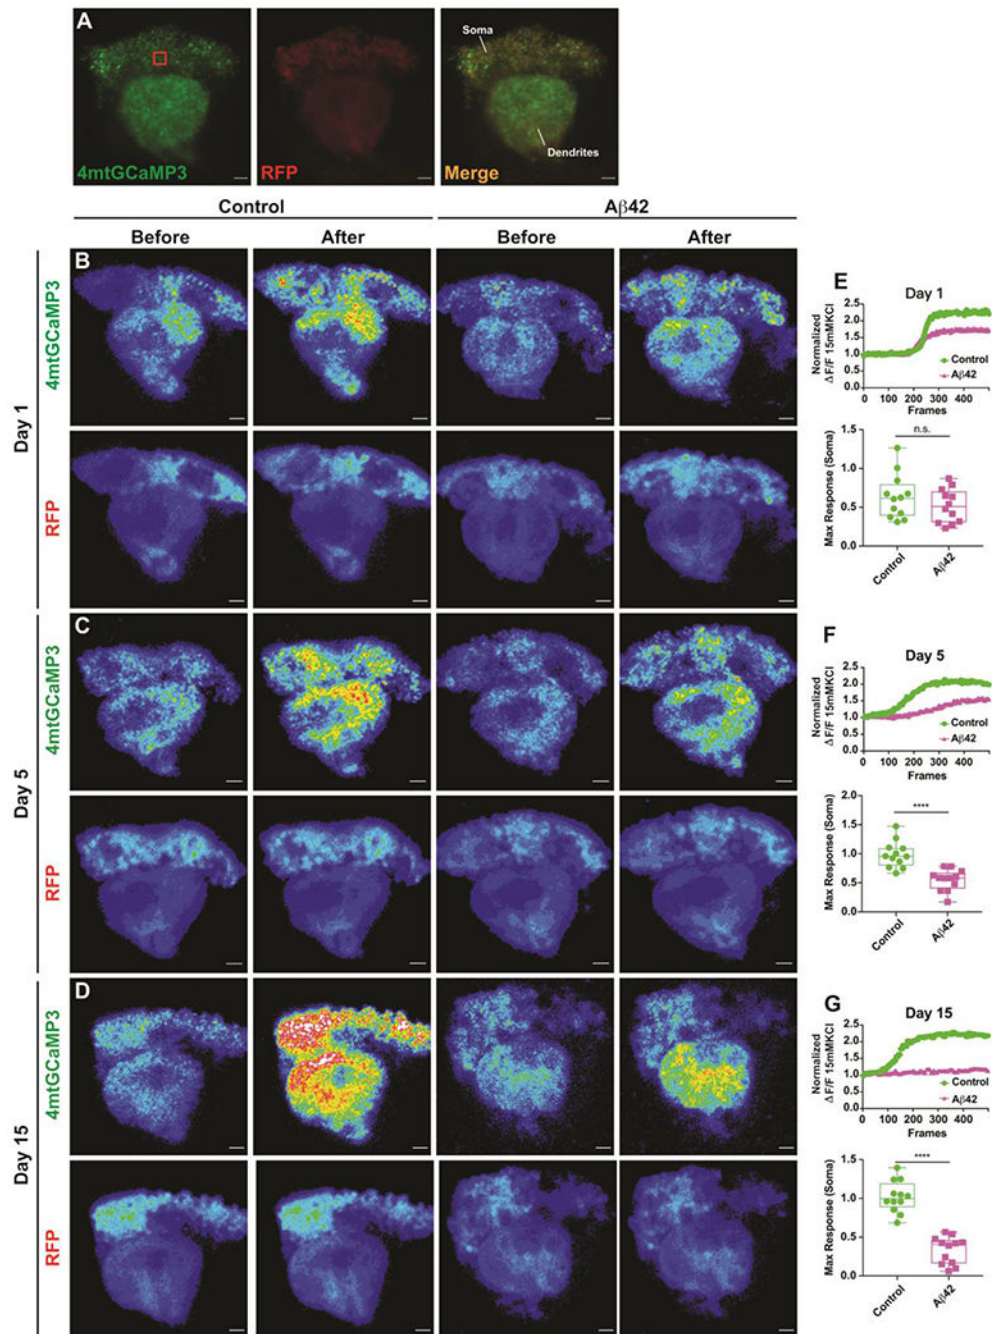 A
Soma
Dendrites
4mtGCaMP3
RFP
Merge
Control
Aβ42
Before
After
Before
After
Day 1
B
4mtGCaMP3
RFP
Day 5
C
4mtGCaMP3
RFP
Day 15
D
4mtGCaMP3
RFP
E
Day 1
Normalized
Δ F/F 15mMKCl
2.5
2.0
1.5
1.0
0.5
0.0
Control
Aβ42
0 100 200 300 400
Frames
Max Response (Soma)
1.5
1.0
0.5
0.0
n.s.
Control
Aβ42
F
Day 5
Normalized
Δ F/F 15mMKCl
2.5
2.0
1.5
1.0
0.5
0.0
Control
Aβ42
0 100 200 300 400
Frames
Max Response (Soma)
2.0
1.5
1.0
0.5
0.0
****
Control
Aβ42
G
Day 15
Normalized
Δ F/F 15mMKCl
2.5
2.0
1.5
1.0
0.5
0.0
Control
Aβ42
0 100 200 300 400
Frames
Max Response (Soma)
1.5
1.0
0.5
0.0
****
Control
Aβ42